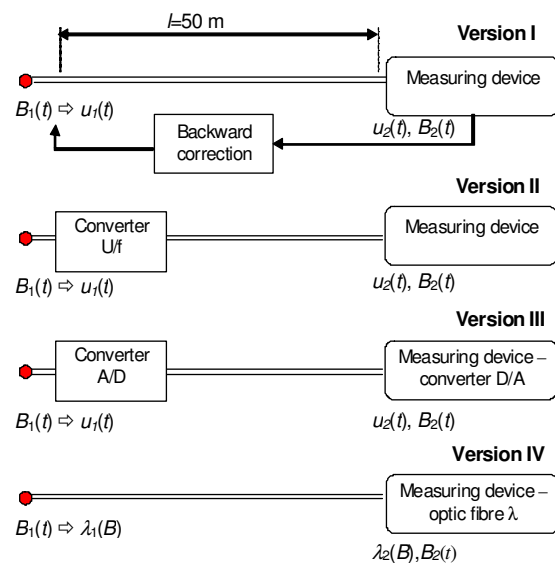 l=50 m
Version I
Measuring device
B1(t) ⇨ u1(t)
Backward
correction
u2(t), B2(t)
Version II
Converter
U/f
Measuring device
B1(t) ⇨ u1(t)
u2(t), B2(t)
Version III
Converter
A/D
Measuring device –
converter D/A
B1(t) ⇨ u1(t)
u2(t), B2(t)
Version IV
Measuring device –
optic fibre λ
B1(t) ⇨ λ1(B)
λ2(B),B2(t)